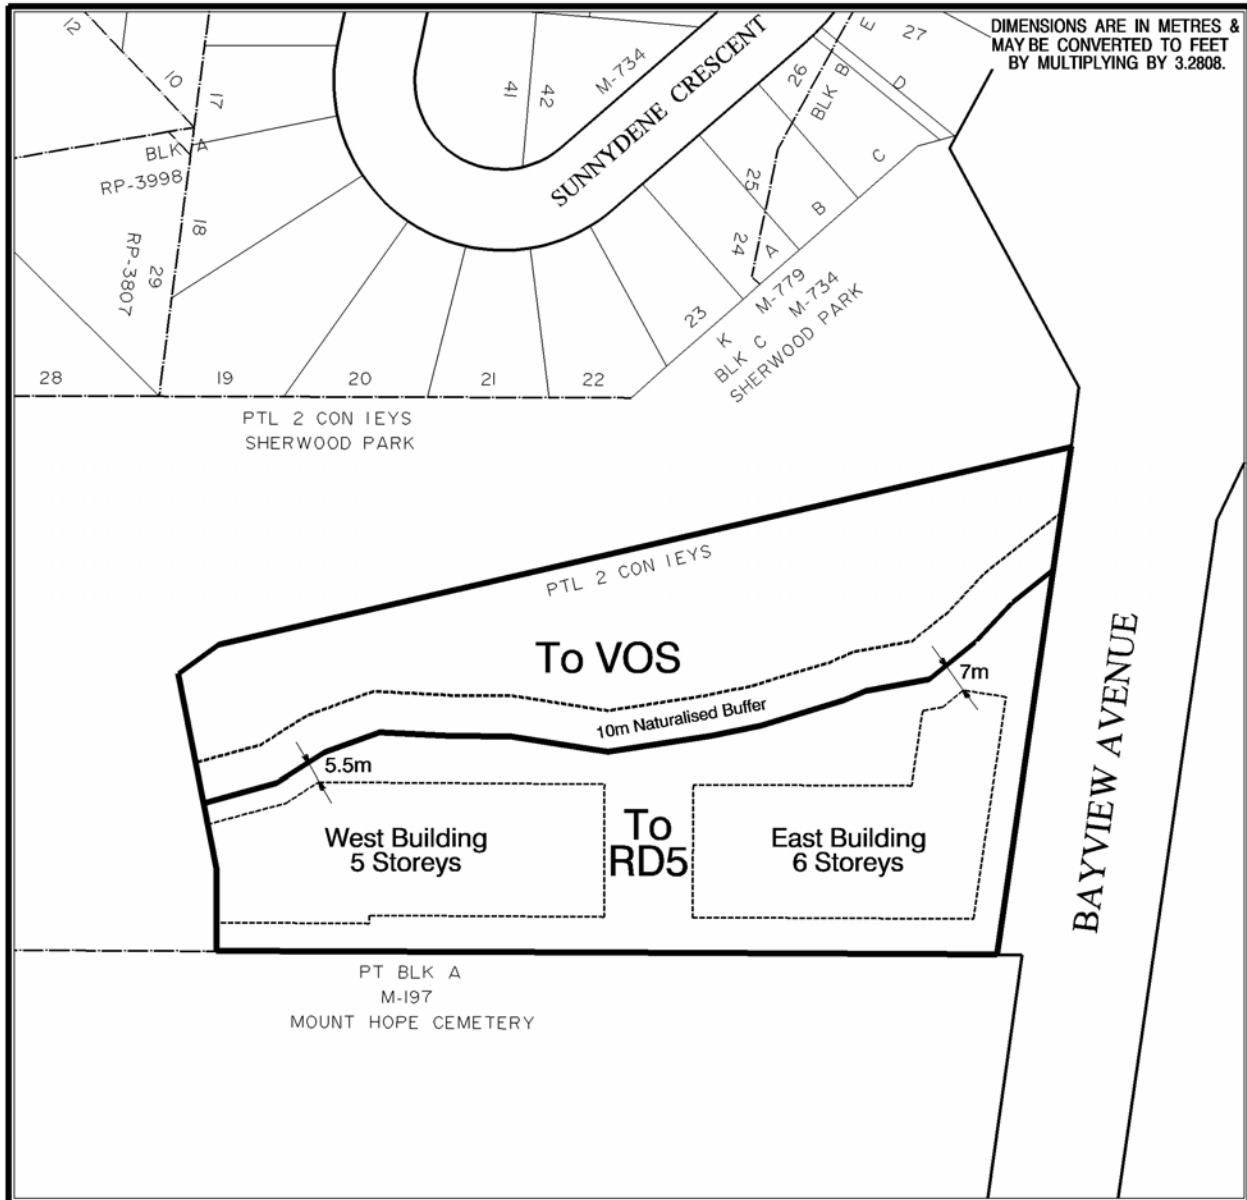 DIMENSIONS ARE IN METRES &
MAY BE CONVERTED TO FEET
BY MULTIPLYING BY 3.2808.
12
10
17
41
42
M-734
SUNNYDENE CRESCENT
26
BLK B
E
27
D
C
B
A
25
24
BLK A
RP-3998
18
RP-3807
29
28
19
20
21
22
23
K M-779
BLK C M-734
SHERWOOD PARK
PTL 2 CON 1EYS
SHERWOOD PARK
PTL 2 CON 1EYS
To VOS
7m
10m Naturalised Buffer
5.5m
West Building
5 Storeys
To
RD5
East Building
6 Storeys
BAYVIEW AVENUE
PT BLK A
M-197
MOUNT HOPE CEMETERY